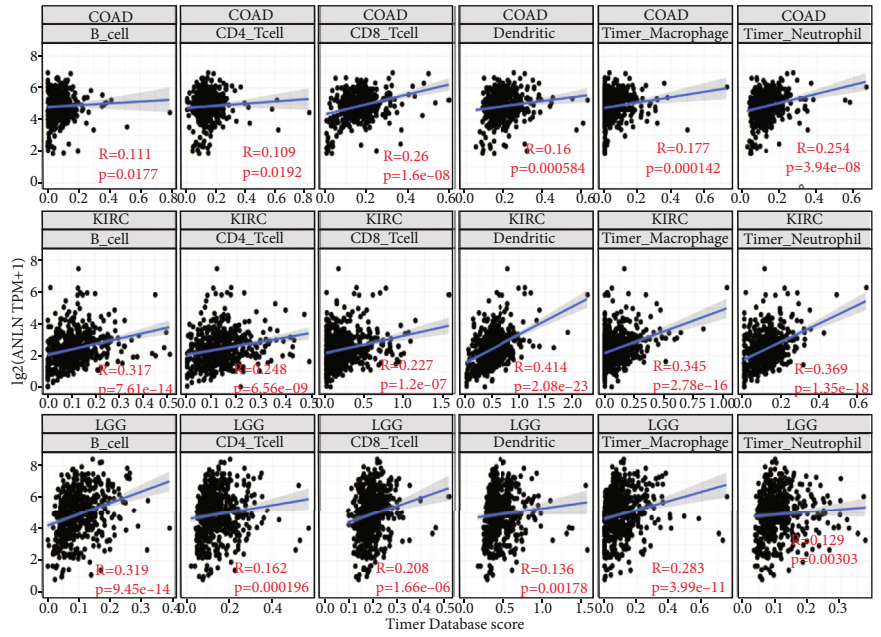 COAD COAD COAD COAD COAD COAD
B_cell CD4_Tcell CD8_Tcell Dendritic Timer_Macrophage Timer_Neutrophil
8
6
4
2
0
R=0.111 R=0.109 R=0.26 R=0.16 R=0.177 R=0.254
p=0.0177 p=0.0192 p=1.6e−08 p=0.000584 p=0.000142 p=3.94e−08
0.0 0.2 0.4 0.6 0.8 0.0 0.2 0.4 0.6 0.8 0.0 0.2 0.4 0.6 0.0 0.2 0.4 0.6 0.0 0.2 0.4 0.6 0.0 0.2 0.4 0.6
KIRC KIRC KIRC KIRC KIRC KIRC
B_cell CD4_Tcell CD8_Tcell Dendritic Timer_Macrophage Timer_Neutrophil
lg2(ANLN TPM+1)
8
6
4
2
0
R=0.317 R=0.248 R=0.227 R=0.414 R=0.345 R=0.369
p=7.61e−14 p=6.56e−09 p=1.2e−07 p=2.08e−23 p=2.78e−16 p=1.35e−18
0.0 0.1 0.2 0.3 0.4 0.5 0.0 0.1 0.2 0.3 0.4 0.5 0.0 0.5 1.0 1.5 0.0 0.5 1.0 1.5 2.0 0.00 0.25 0.50 0.75 1.0 0.0 0.2 0.4 0.6
LGG LGG LGG LGG LGG LGG
B_cell CD4_Tcell CD8_Tcell Dendritic Timer_Macrophage Timer_Neutrophil
8
6
4
2
0
R=0.319 R=0.162 R=0.208 R=0.136 R=0.283 R=0.129
p=9.45e−14 p=0.000196 p=1.66e−06 p=0.00178 p=3.99e−11 p=0.00303
0.0 0.1 0.2 0.3 0.4 0.0 0.2 0.4 0.0 0.1 0.2 0.3 0.4 0.5 0.0 0.5 1.0 1.5 0.0 0.2 0.4 0.6 0.0 0.1 0.2 0.3
Timer Database score